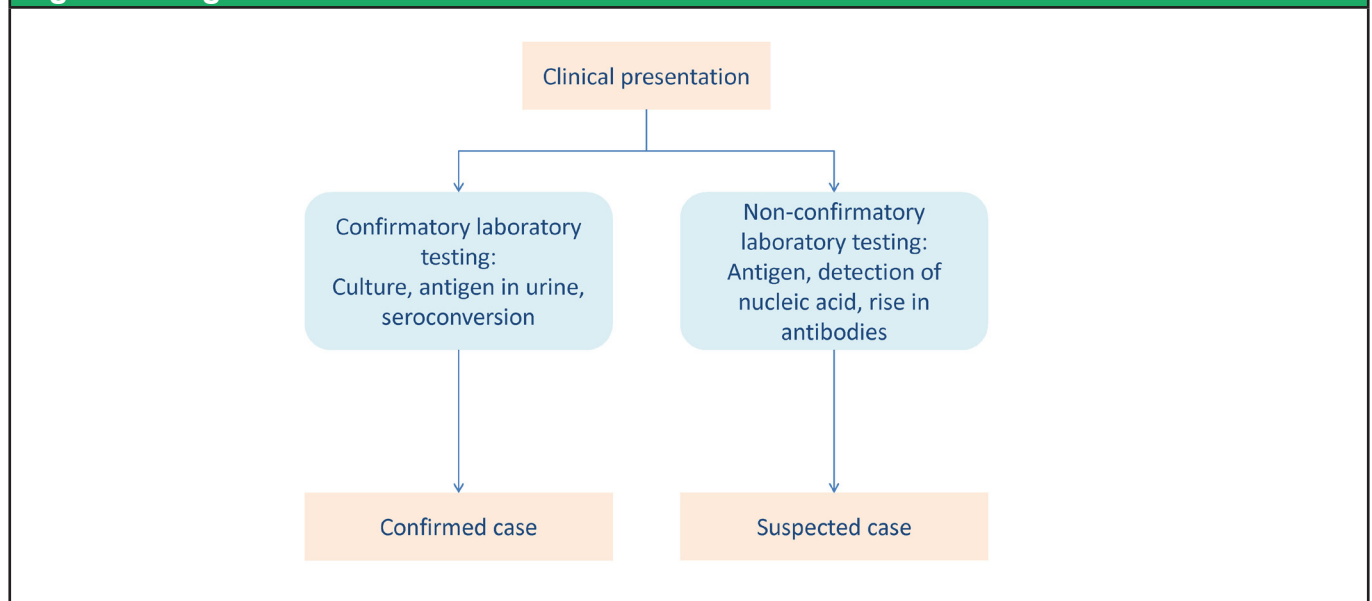 Clinical presentation
Confirmatory laboratory
testing:
Culture, antigen in urine,
seroconversion
Non-confirmatory
laboratory testing:
Antigen, detection of
nucleic acid, rise in
antibodies
Confirmed case
Suspected case